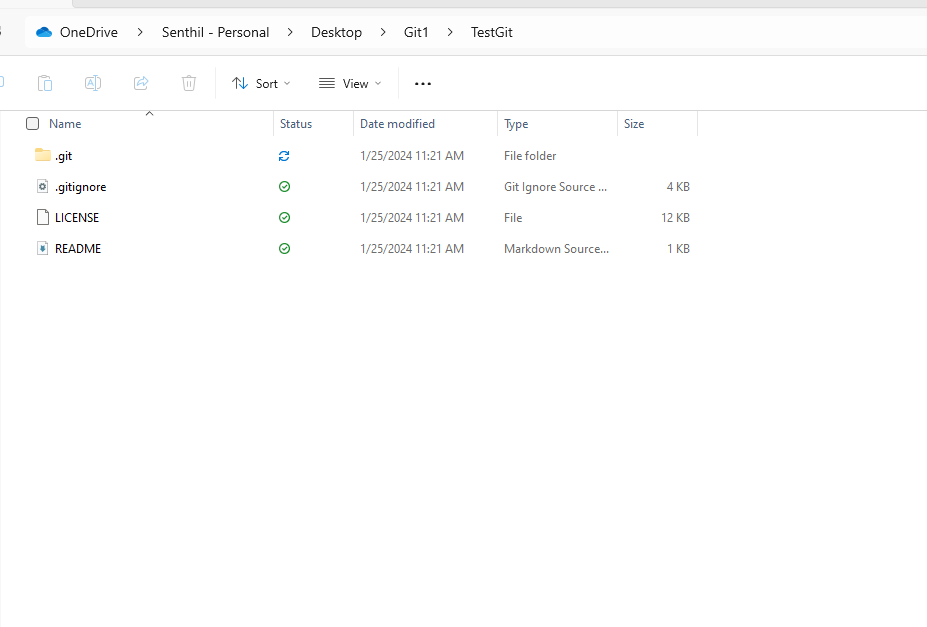 OneDrive > Senthil - Personal > Desktop > Git1 > TestGit
Sort View ...
Name Status Date modified Type Size
.git 1/25/2024 11:21 AM File folder
.gitignore 1/25/2024 11:21 AM Git Ignore Source ... 4 KB
LICENSE 1/25/2024 11:21 AM File 12 KB
README 1/25/2024 11:21 AM Markdown Source... 1 KB